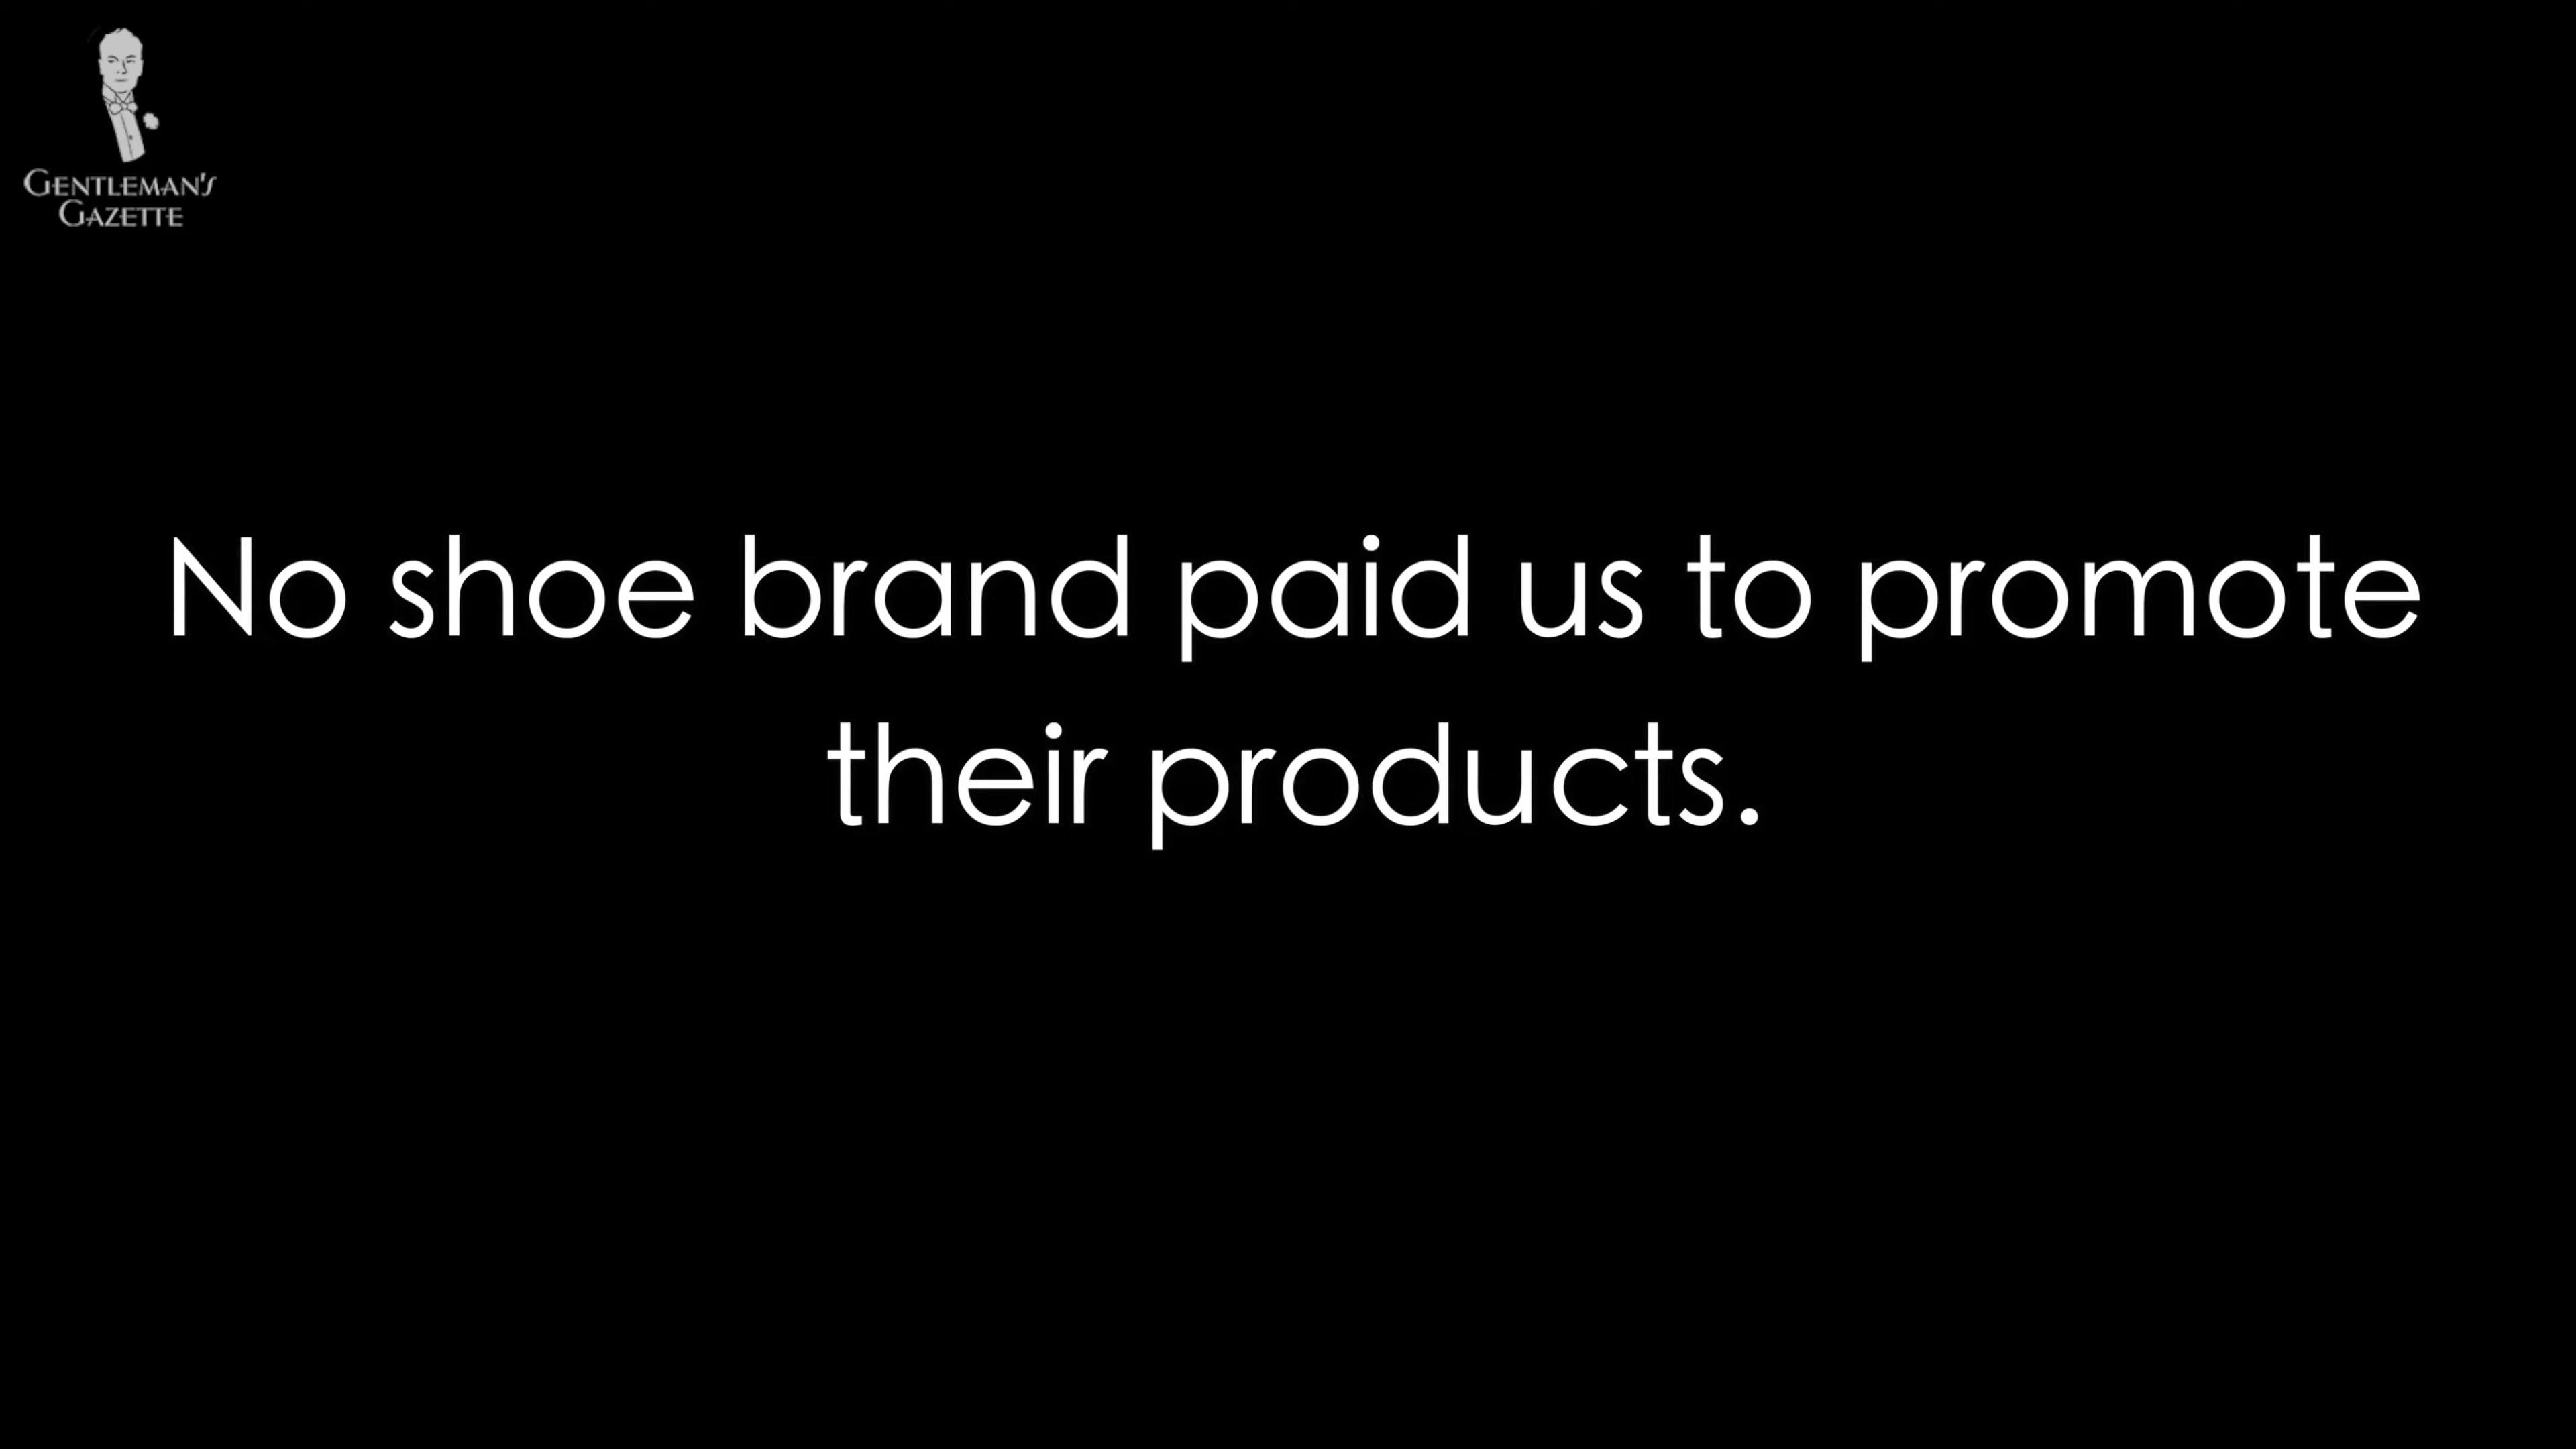 GENTLEMAN'S
GAZETTE
No shoe brand paid us to promote
their products.